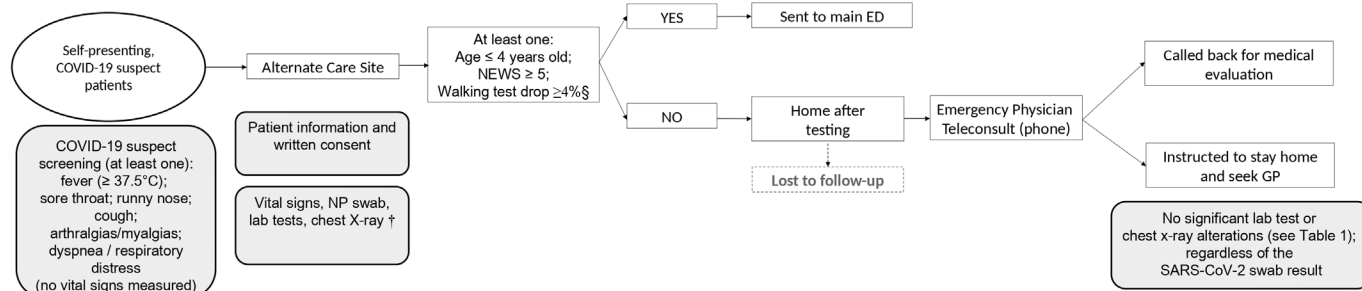 Self-presenting,
COVID-19 suspect
patients
COVID-19 suspect
screening (at least one):
fever (≥ 37.5°C);
sore throat; runny nose;
cough;
arthralgias/myalgias;
dyspnea / respiratory
distress
(no vital signs measured)
Alternate Care Site
Patient information and
written consent
Vital signs, NP swab,
lab tests, chest X-ray †
At least one:
Age ≤ 4 years old;
NEWS ≥ 5;
Walking test drop ≥4%§
YES
Sent to main ED
NO
Home after
testing
Lost to follow-up
Emergency Physician
Teleconsult (phone)
Called back for medical
evaluation
Instructed to stay home
and seek GP
No significant lab test or
chest x-ray alterations (see Table 1);
regardless of the
SARS-CoV-2 swab result